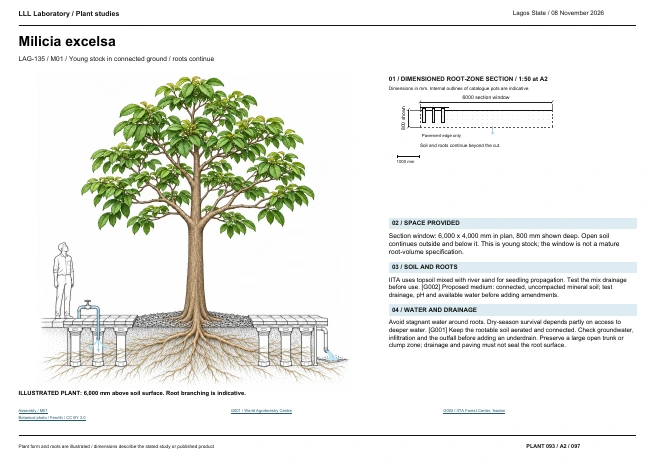 LLL Laboratory / Plant studies
Lagos State / 08 November 2026
Milicia excelsa
LAG-135 / M01 / Young stock in connected ground / roots continue
01 / DIMENSIONED ROOT-ZONE SECTION / 1:50 at A2
Dimensions in mm. Internal outlines of catalogue pots are indicative.
6000 section window
800 shown
Pavement edge only
Soil and roots continue beyond the cut.
1000 mm
02 / SPACE PROVIDED
Section window: 6,000 x 4,000 mm in plan, 800 mm shown deep. Open soil
continues outside and below it. This is young stock; the window is not a mature
root-volume specification.
03 / SOIL AND ROOTS
IITA uses topsoil mixed with river sand for seedling propagation. Test the mix drainage
before use. [G002] Proposed medium: connected, uncompacted mineral soil; test
drainage, pH and available water before adding amendments.
04 / WATER AND DRAINAGE
Avoid stagnant water around roots. Dry-season survival depends partly on access to
deeper water. [G001] Keep the rootable soil aerated and connected. Check groundwater,
infiltration and the outfall before adding an underdrain. Preserve a large open trunk or
clump zone; drainage and paving must not seal the root surface.
ILLUSTRATED PLANT: 6,000 mm above soil surface. Root branching is indicative.
Assembly / M01
G001 / World Agroforestry Centre
G002 / IITA Forest Center, Ibadan
Botanical photo / Ferrith / CC BY 3.0
Plant form and roots are illustrated / dimensions describe the stated study or published product
PLANT 093 / A2 / 097